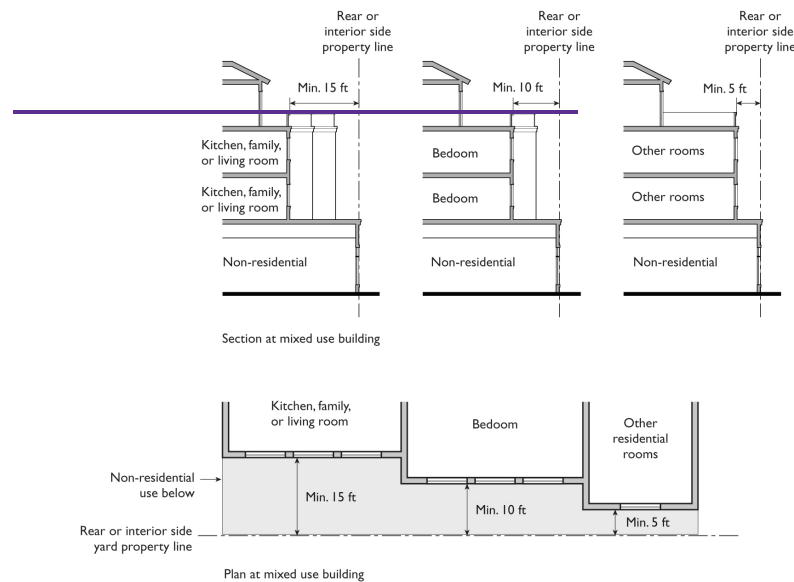 Rear or
interior side
property line
Rear or
interior side
property line
Rear or
interior side
property line
Min. 15 ft
Min. 10 ft
Min. 5 ft
Kitchen, family,
or living room
Bedoom
Other rooms
Kitchen, family,
or living room
Bedoom
Other rooms
Non-residential
Non-residential
Non-residential
Section at mixed use building
Kitchen, family,
or living room
Bedoom
Other
residential
rooms
Non-residential
use below
Min. 15 ft
Min. 10 ft
Min. 5 ft
Rear or interior side
yard property line
Plan at mixed use building